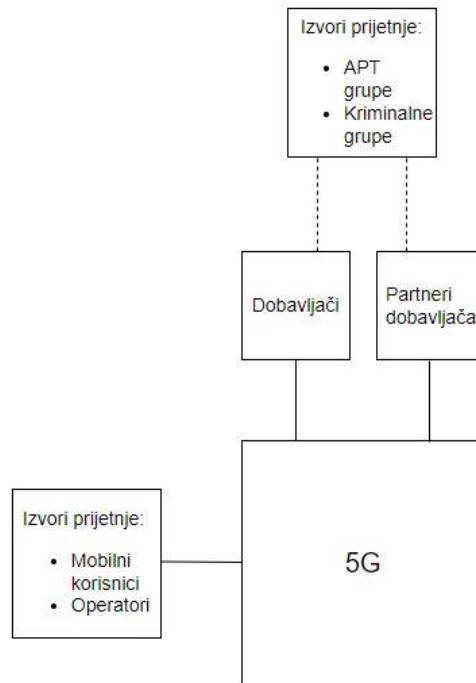 Izvori prijetnje:
• APT
grupe
• Kriminalne
grupe
Dobavljači
Partneri
dobavljača
Izvori prijetnje:
• Mobilni
korisnici
• Operatori
5G